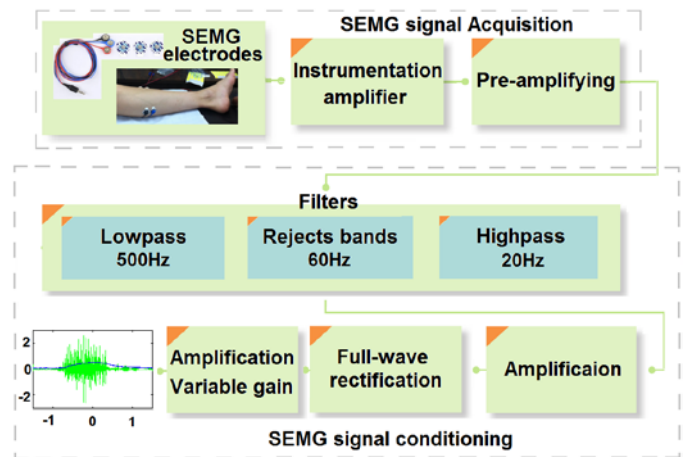 SEMG signal Acquisition
SEMG
electrodes
Instrumentation
amplifier
Pre-amplifying
Filters
Lowpass
500Hz
Rejects bands
60Hz
Highpass
20Hz
2
0
-2
-1 0 1
Amplification
Variable gain
Full-wave
rectification
Amplificaion
SEMG signal conditioning